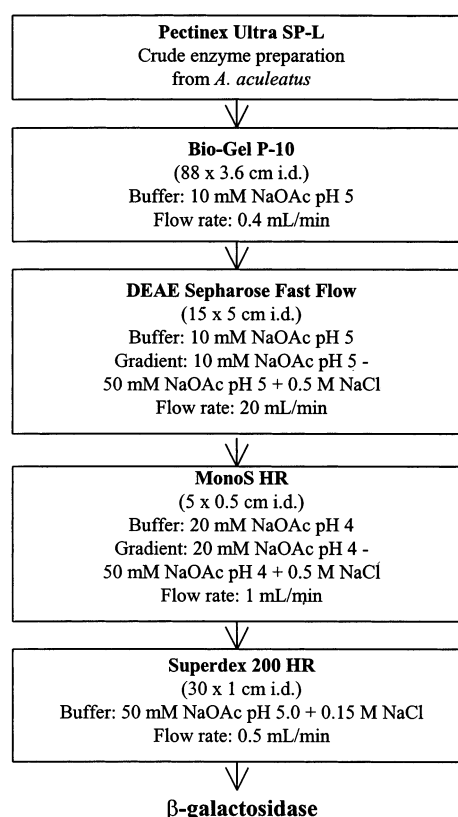 Pectinex Ultra SP-L
Crude enzyme preparation
from A. aculeatus
Bio-Gel P-10
(88 x 3.6 cm i.d.)
Buffer: 10 mM NaOAc pH 5
Flow rate: 0.4 mL/min
DEAE Sepharose Fast Flow
(15 x 5 cm i.d.)
Buffer: 10 mM NaOAc pH 5
Gradient: 10 mM NaOAc pH 5 -
50 mM NaOAc pH 5 + 0.5 M NaCl
Flow rate: 20 mL/min
MonoS HR
(5 x 0.5 cm i.d.)
Buffer: 20 mM NaOAc pH 4
Gradient: 20 mM NaOAc pH 4 -
50 mM NaOAc pH 4 + 0.5 M NaCl
Flow rate: 1 mL/min
Superdex 200 HR
(30 x 1 cm i.d.)
Buffer: 50 mM NaOAc pH 5.0 + 0.15 M NaCl
Flow rate: 0.5 mL/min
β-galactosidase